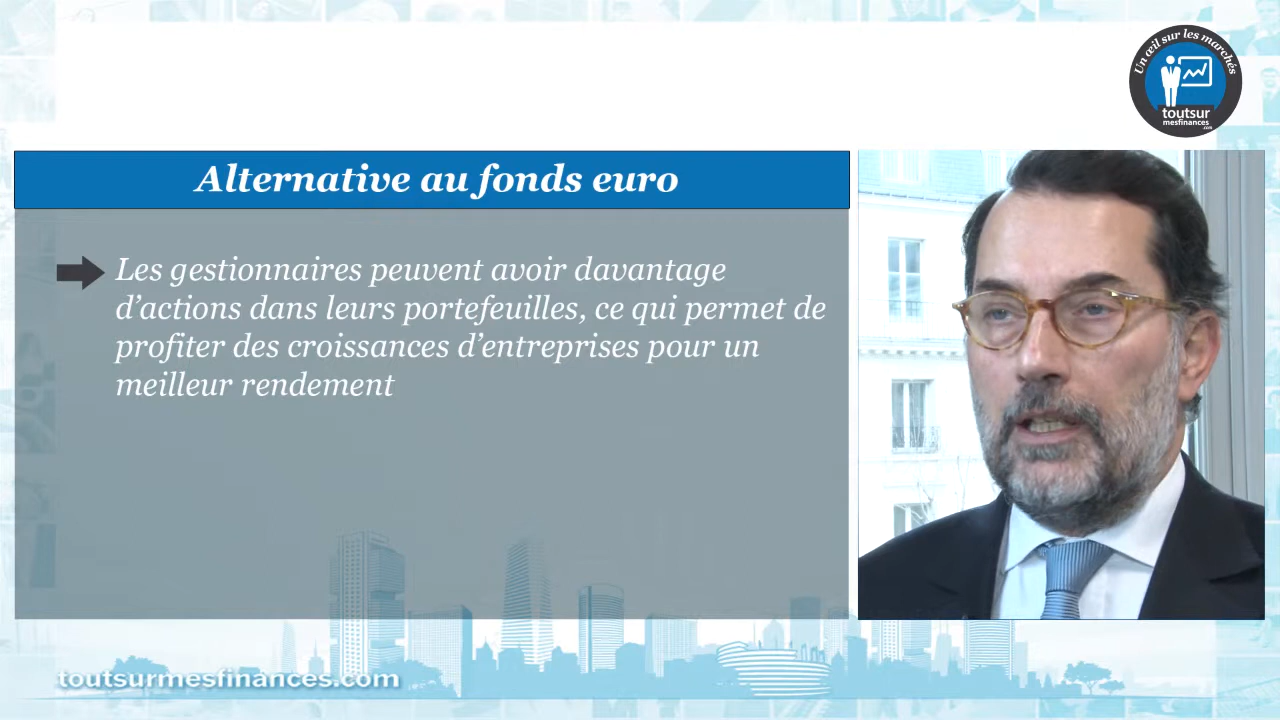 Un œil sur les marchés
toutsur
mesfinances
.com
Alternative au fonds euro
Les gestionnaires peuvent avoir davantage
d’actions dans leurs portefeuilles, ce qui permet de
profiter des croissances d’entreprises pour un
meilleur rendement
toutsurmesfinances.com